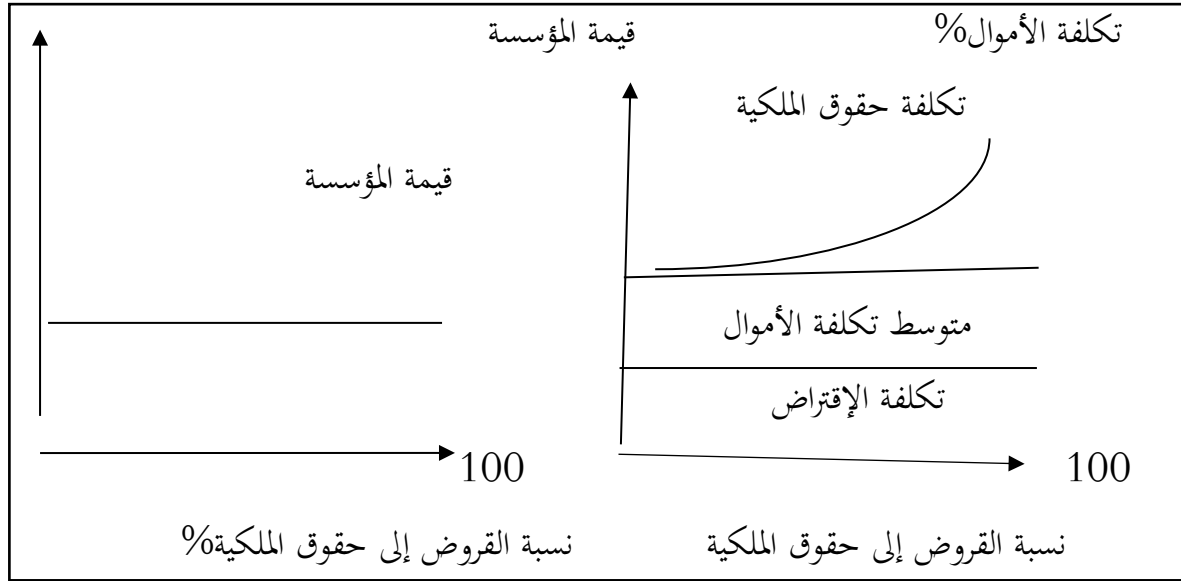 تكلفة الأموال%
قيمة المؤسسة
تكلفة حقوق الملكية
قيمة المؤسسة
متوسط تكلفة الأموال
تكلفة الإقتراض
100
100
نسبة القروض إلى حقوق الملكية
نسبة القروض إلى حقوق الملكية%